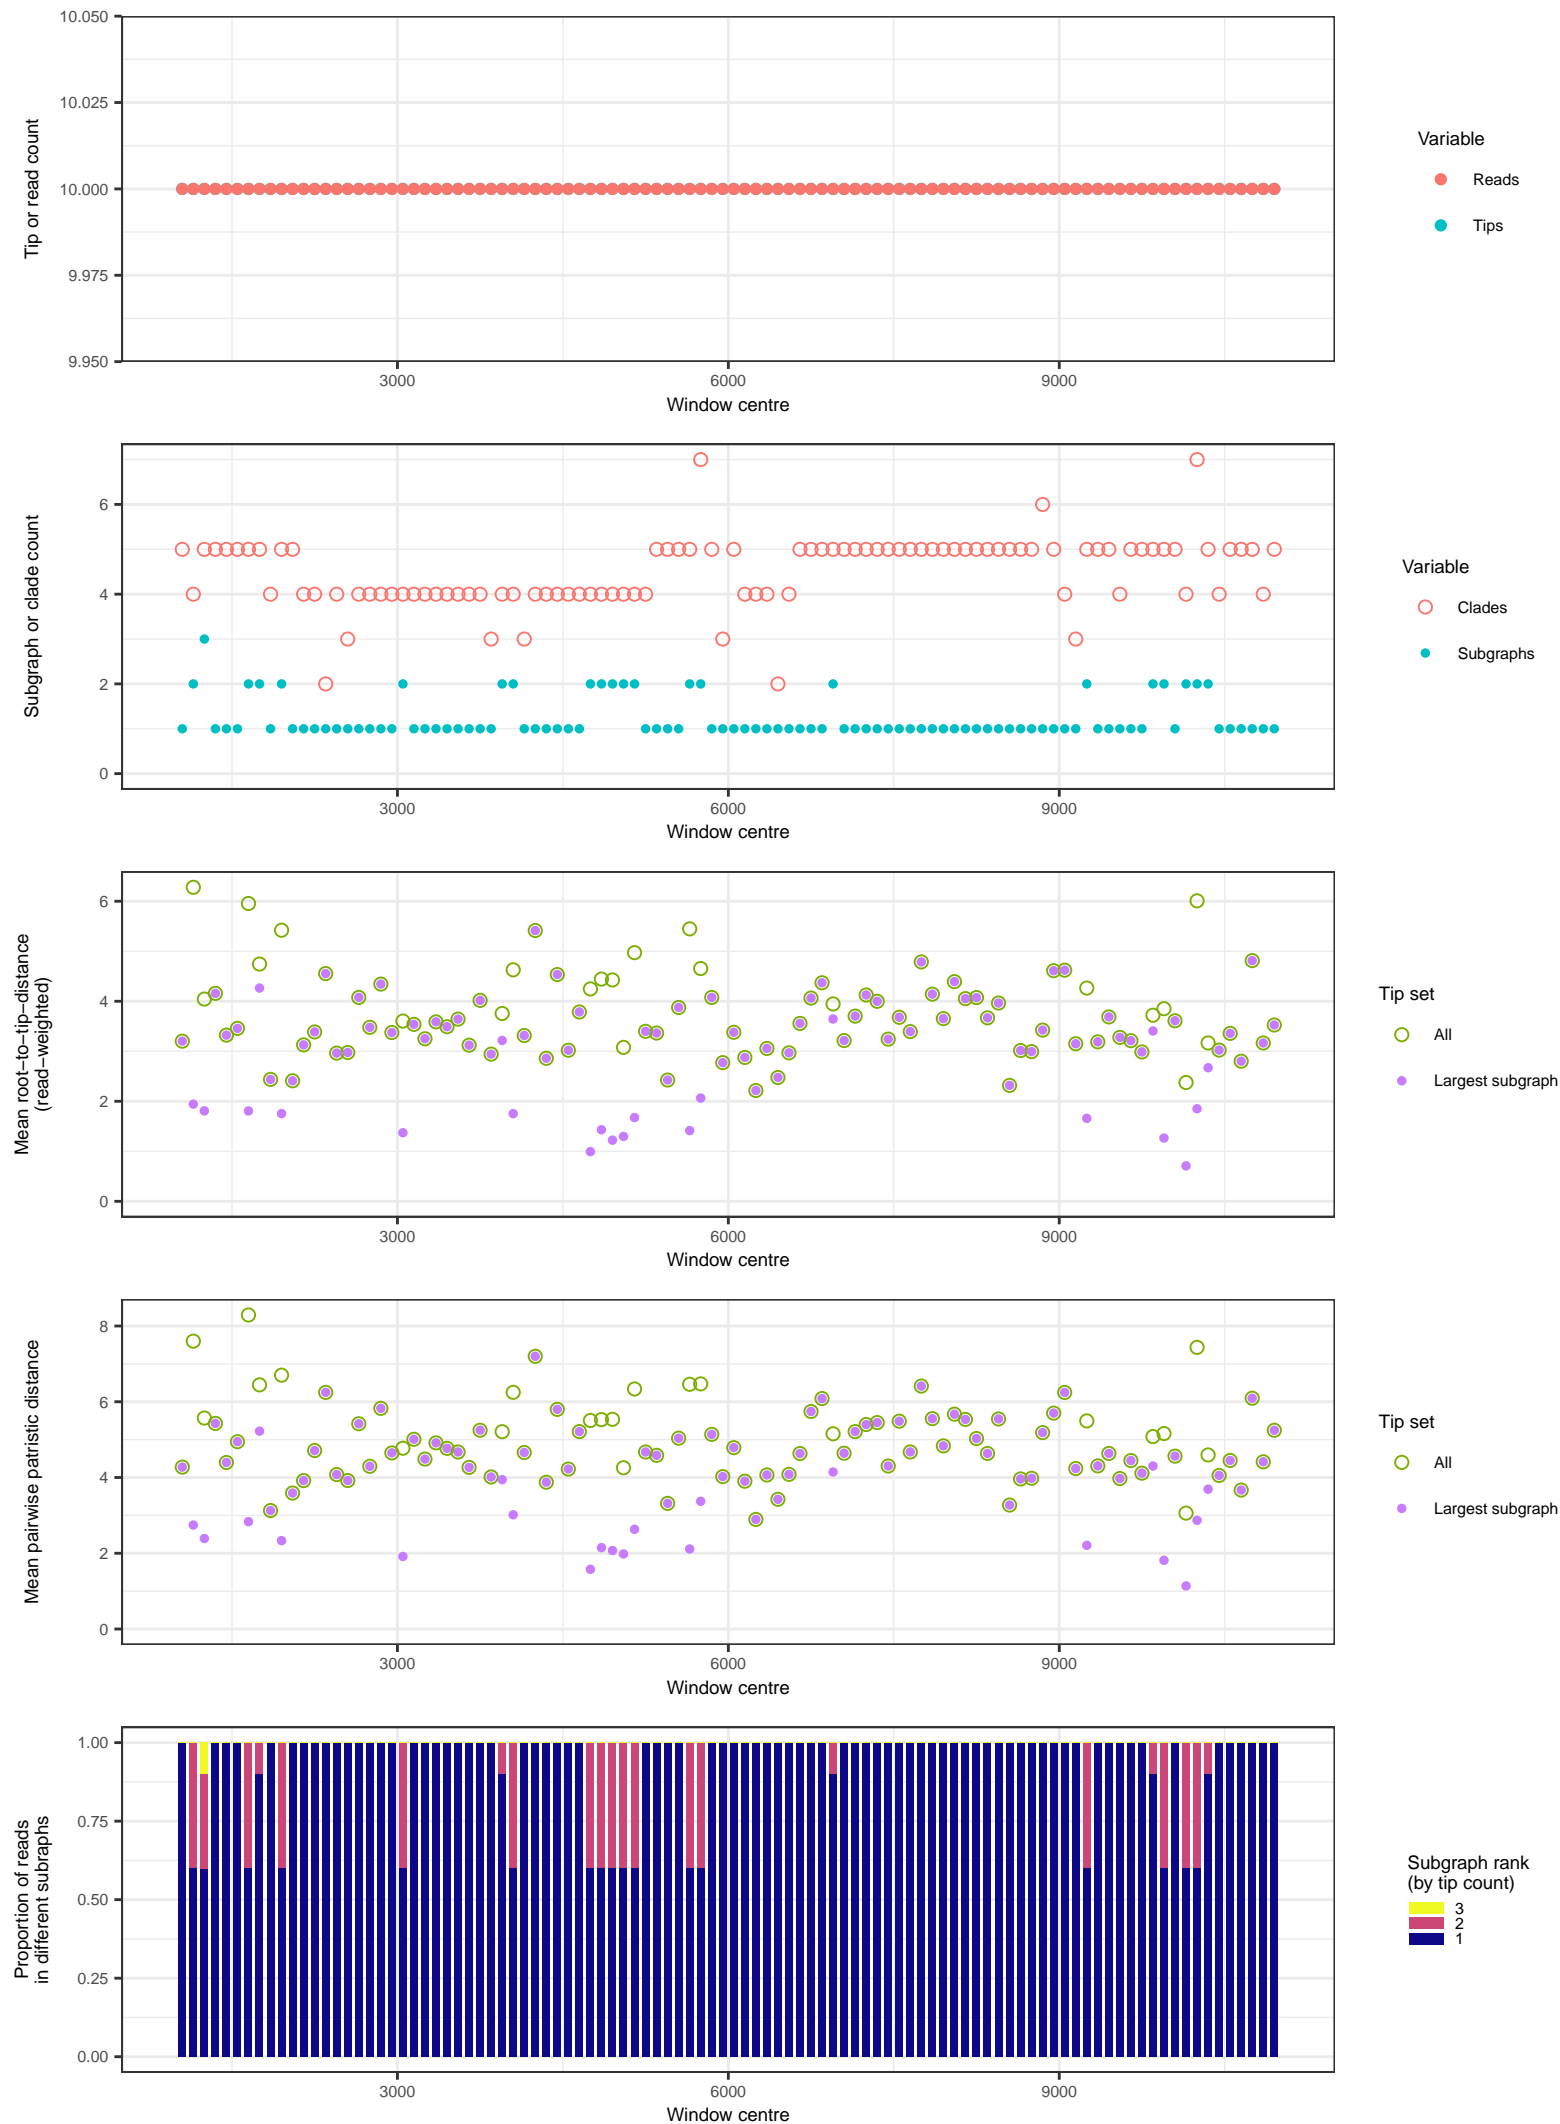 10.050
10.025
10.000
9.975
9.950
Tip or read count
3000
6000
9000
Window centre
Variable
Reads
Tips
6
4
2
0
Subgraph or clade count
3000
6000
9000
Window centre
Variable
Clades
Subgraphs
6
4
2
0
Mean root−to−tip−distance
(read−weighted)
3000
6000
9000
Window centre
Tip set
All
Largest subgraph
8
6
4
2
0
Mean pairwise patristic distance
3000
6000
9000
Window centre
Tip set
All
Largest subgraph
1.00
0.75
0.50
0.25
0.00
Proportion of reads
in different subraphs
3000
6000
9000
Window centre
Subgraph rank
(by tip count)
3
2
1